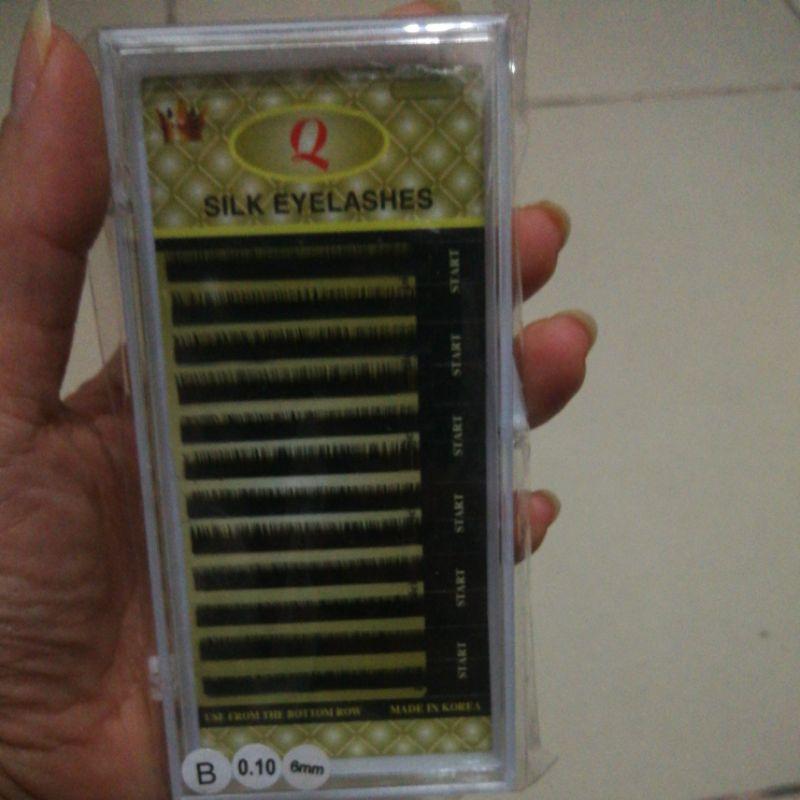 Q
SILK EYELASHES
START
START
START
START
START
START
USE FROM THE BOTTOM ROW MADE IN KOREA
B 0.10 6mm